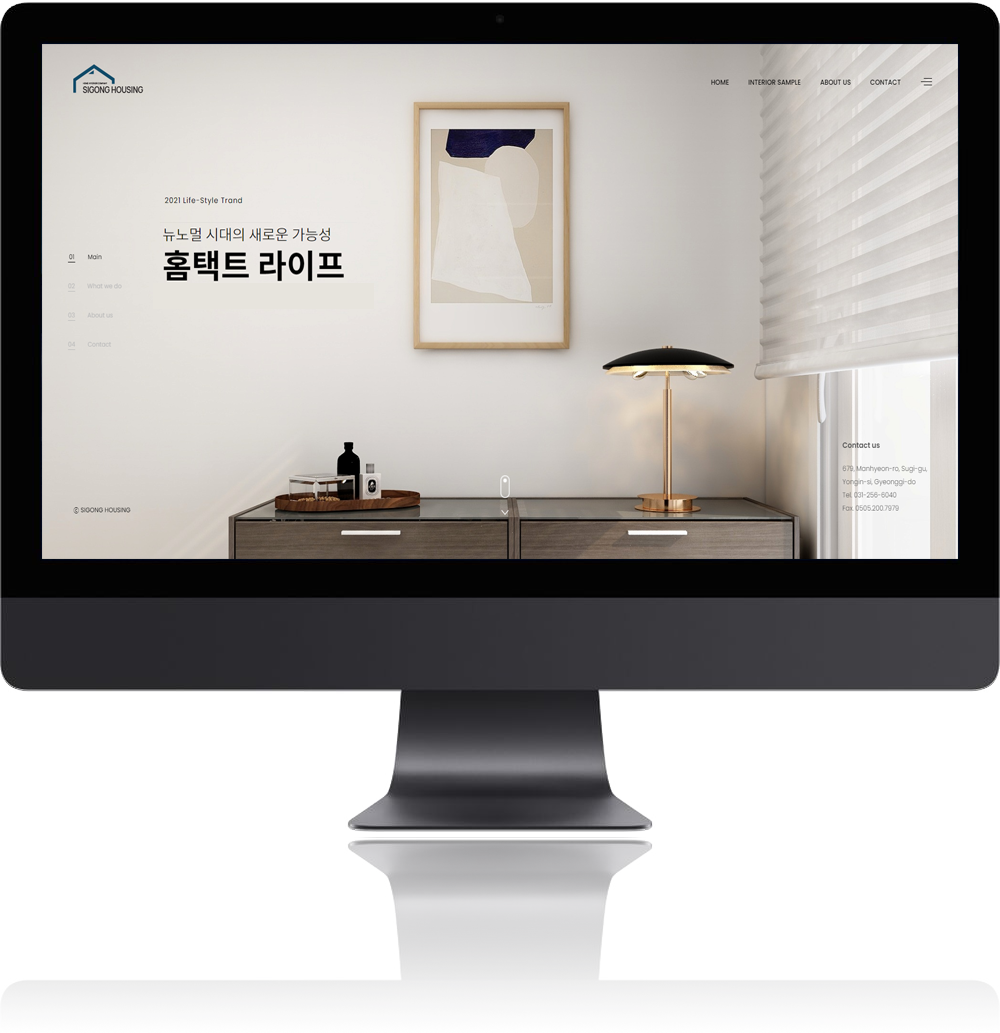 SIGONG HOUSING
HOME
INTERIOR SAMPLE
ABOUT US
CONTACT
2021 Life-Style Trand
뉴노멀 시대의 새로운 가능성
홈택트 라이프
01 Main
02 What we do
03 About us
04 Contact
Contact us
679, Manhyeon-ro, Sugi-gu,
Yongin-si, Gyeonggi-do
Tel. 031-256-6040
Fax. 0505.200.7979
© SIGONG HOUSING